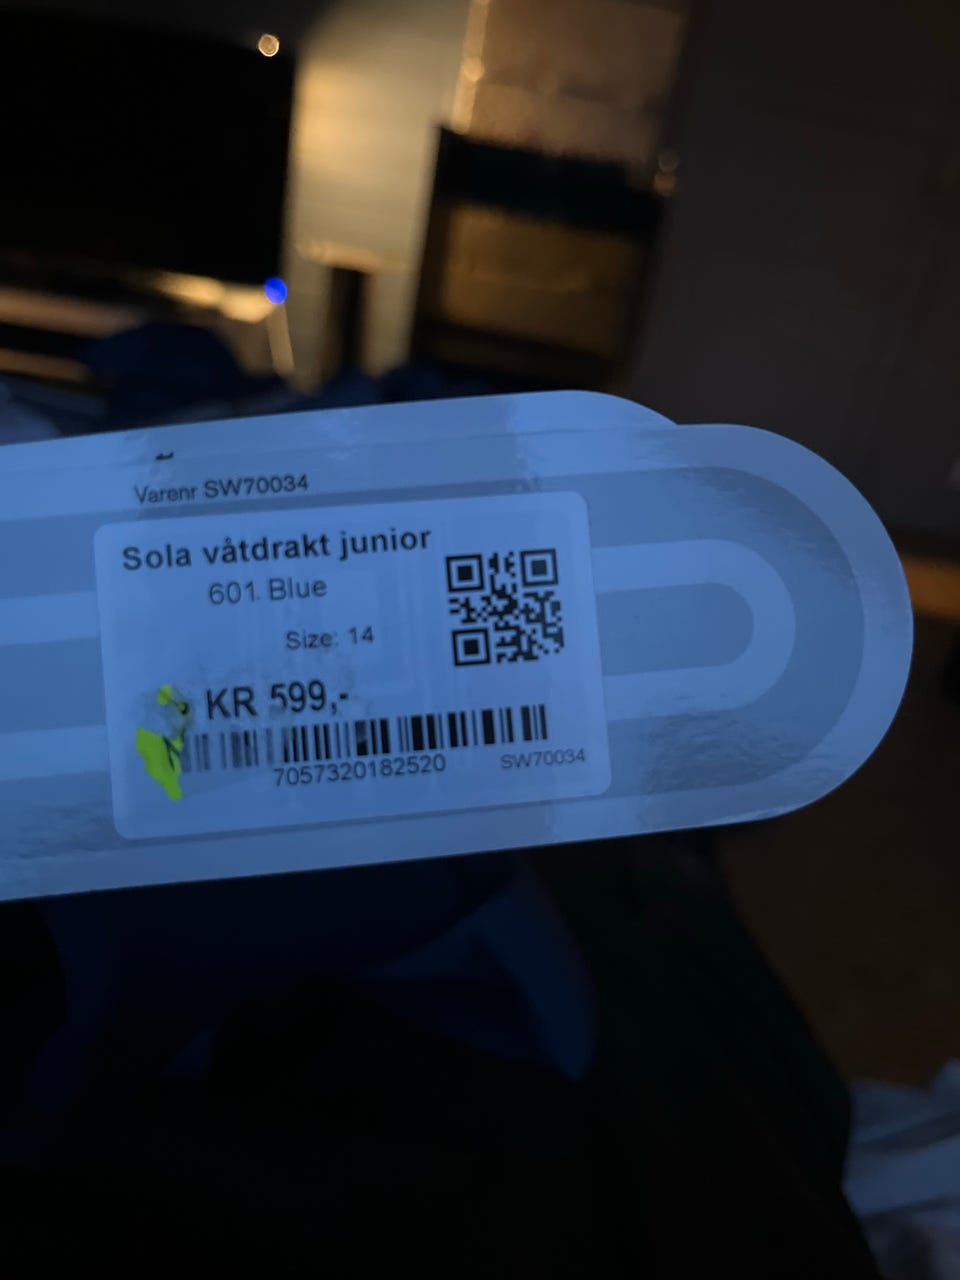 Varenr SW70034
Sola våtdrakt junior
601 Blue
Size: 14
KR 599,-
7057320182520
SW70034